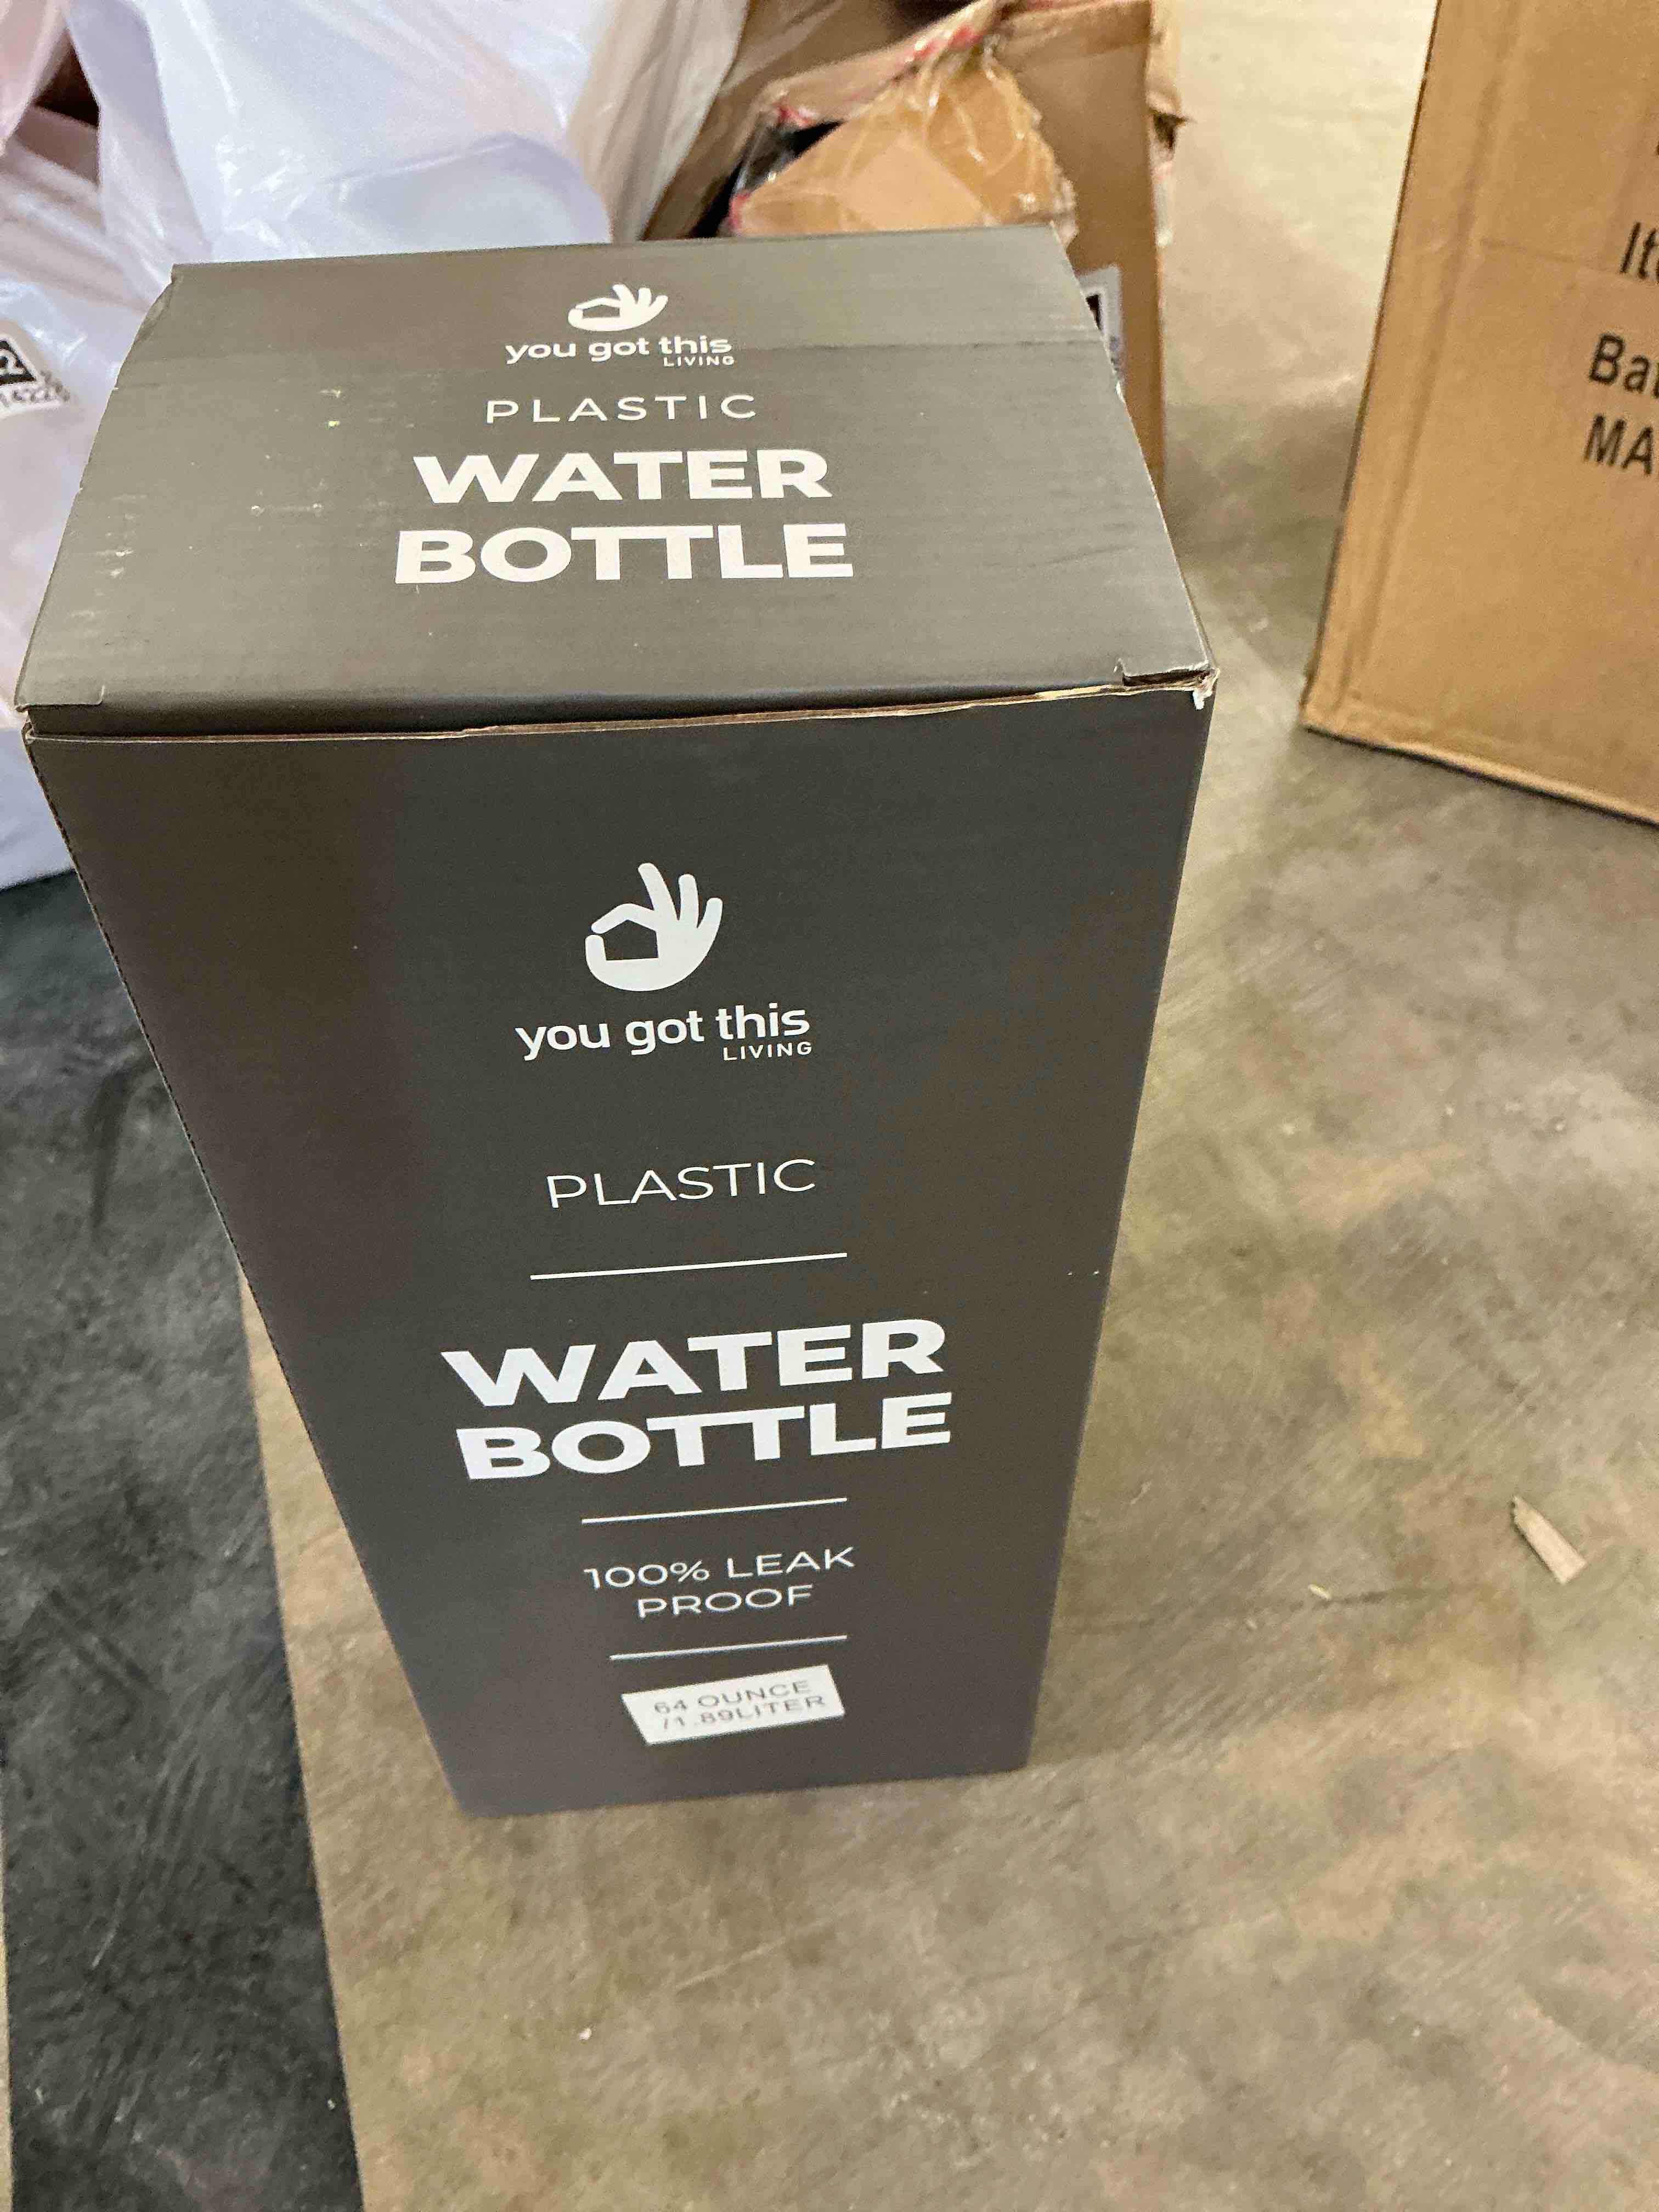 you got this
LIVING
PLASTIC
WATER
BOTTLE
you got this
LIVING
PLASTIC
WATER
BOTTLE
100% LEAK
PROOF
64 OUNCE
/1.89LITER
MA